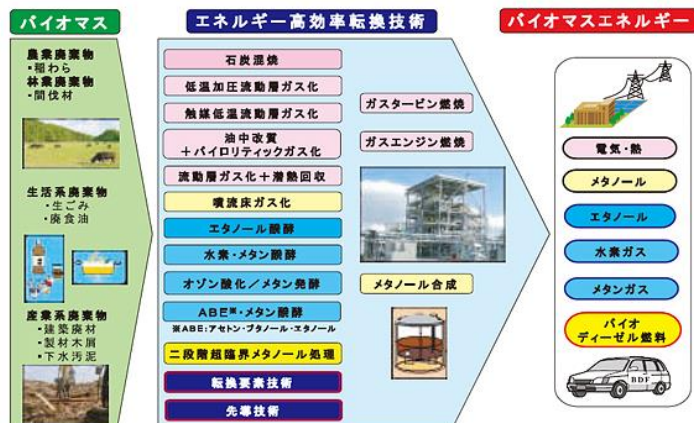 バイオマス
エネルギー高効率転換技術
バイオマスエネルギー
農業廃棄物
・稲わら
林業廃棄物
・間伐材
生活系廃棄物
・生ごみ
・廃食油
産業系廃棄物
・建築廃材
・製材木屑
・下水汚泥
石炭混焼
低温加圧流動層ガス化
触媒低温流動層ガス化
油中改質
＋パイロリティックガス化
流動層ガス化＋潜熱回収
噴流床ガス化
エタノール醗酵
水素・メタン醗酵
オゾン酸化／メタン発酵
ABE※・メタン醗酵
※ABE：アセトン・ブタノール・エタノール
二段階超臨界メタノール処理
転換要素技術
先導技術
ガスタービン燃焼
ガスエンジン燃焼
メタノール合成
電気・熱
メタノール
エタノール
水素ガス
メタンガス
バイオ
ディーゼル燃料
BDF